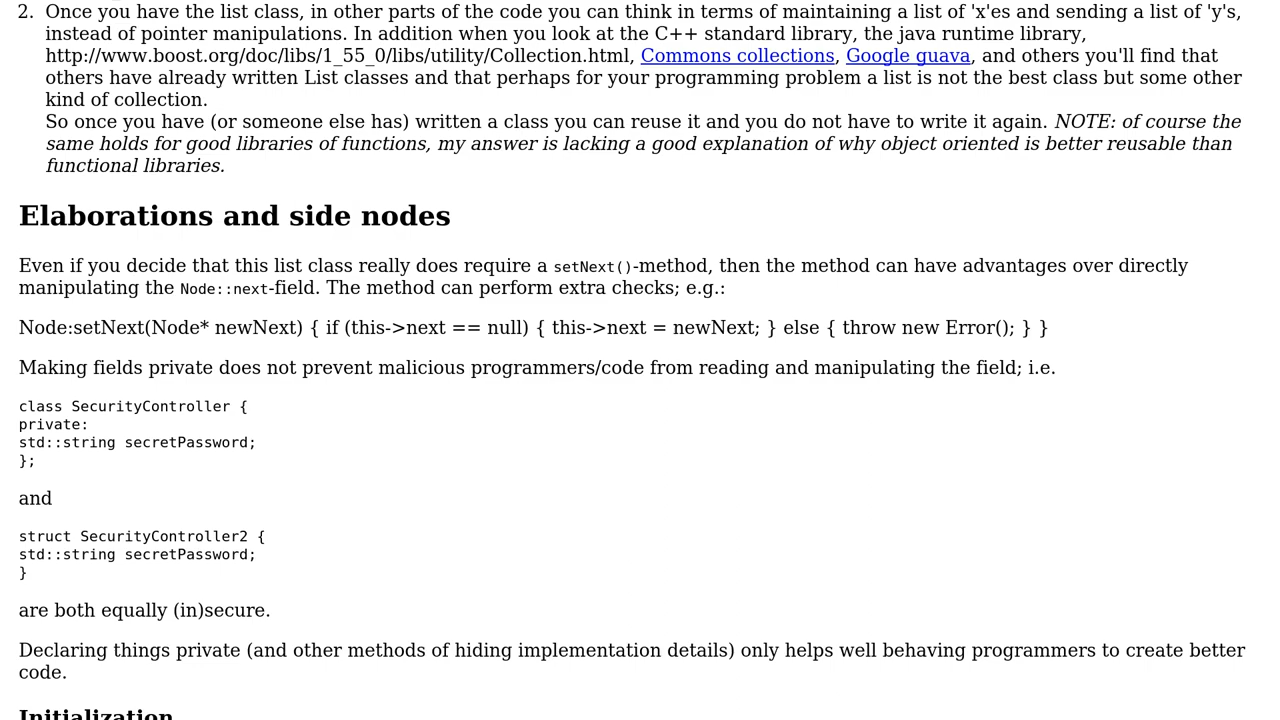 2. Once you have the list class, in other parts of the code you can think in terms of maintaining a list of 'x'es and sending a list of 'y's,
instead of pointer manipulations. In addition when you look at the C++ standard library, the java runtime library,
http://www.boost.org/doc/libs/1_55_0/libs/utility/Collection.html, Commons collections, Google guava, and others you'll find that
others have already written List classes and that perhaps for your programming problem a list is not the best class but some other
kind of collection.
So once you have (or someone else has) written a class you can reuse it and you do not have to write it again. NOTE: of course the
same holds for good libraries of functions, my answer is lacking a good explanation of why object oriented is better reusable than
functional libraries.
Elaborations and side nodes
Even if you decide that this list class really does require a setNext()-method, then the method can have advantages over directly
manipulating the Node::next-field. The method can perform extra checks; e.g.:
Node:setNext(Node* newNext) { if (this->next == null) { this->next = newNext; } else { throw new Error(); } }
Making fields private does not prevent malicious programmers/code from reading and manipulating the field; i.e.
class SecurityController {
private:
std::string secretPassword;
};
and
struct SecurityController2 {
std::string secretPassword;
}
are both equally (in)secure.
Declaring things private (and other methods of hiding implementation details) only helps well behaving programmers to create better
code.
Initialization